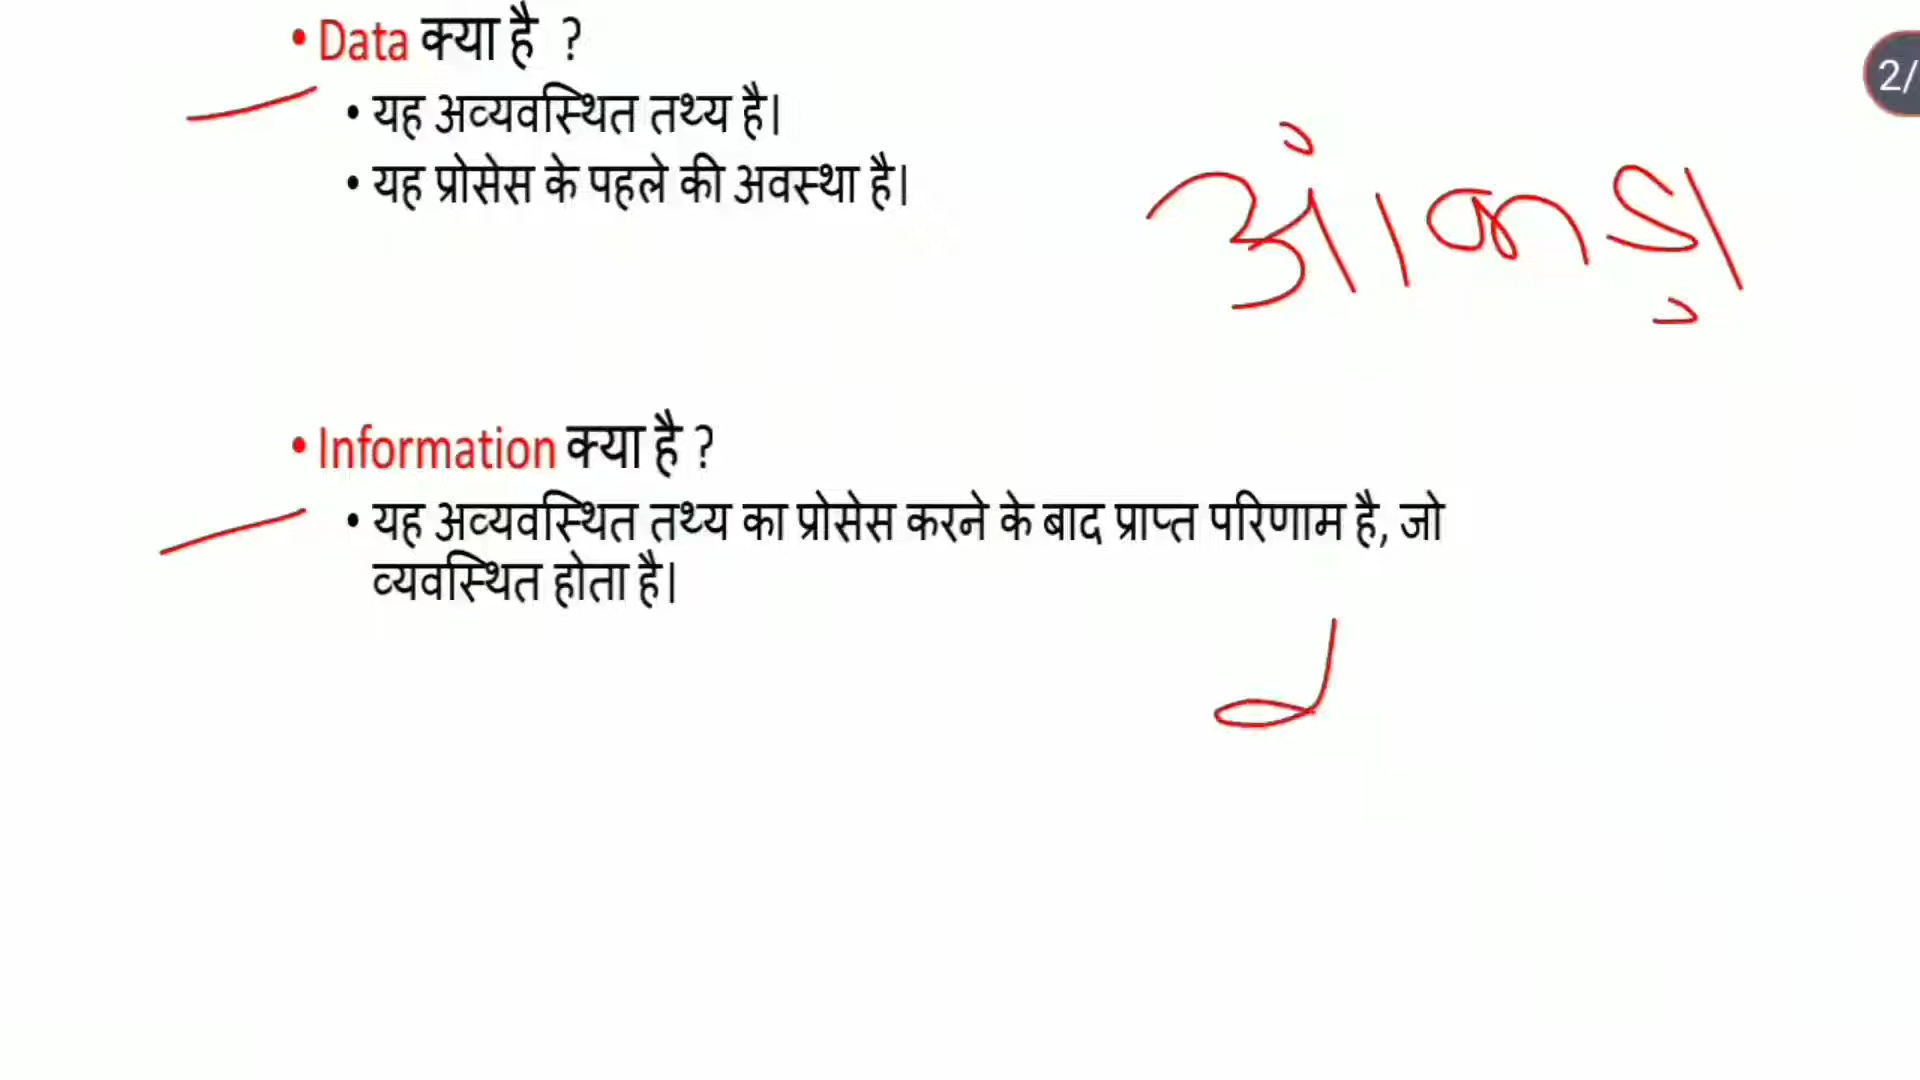 • Data क्या है ?
• यह अव्यवस्थित तथ्य है।
• यह प्रोसेस के पहले की अवस्था है।
आंकड़ा
• Information क्या है ?
• यह अव्यवस्थित तथ्य का प्रोसेस करने के बाद प्राप्त परिणाम है, जो
व्यवस्थित होता है।
2/